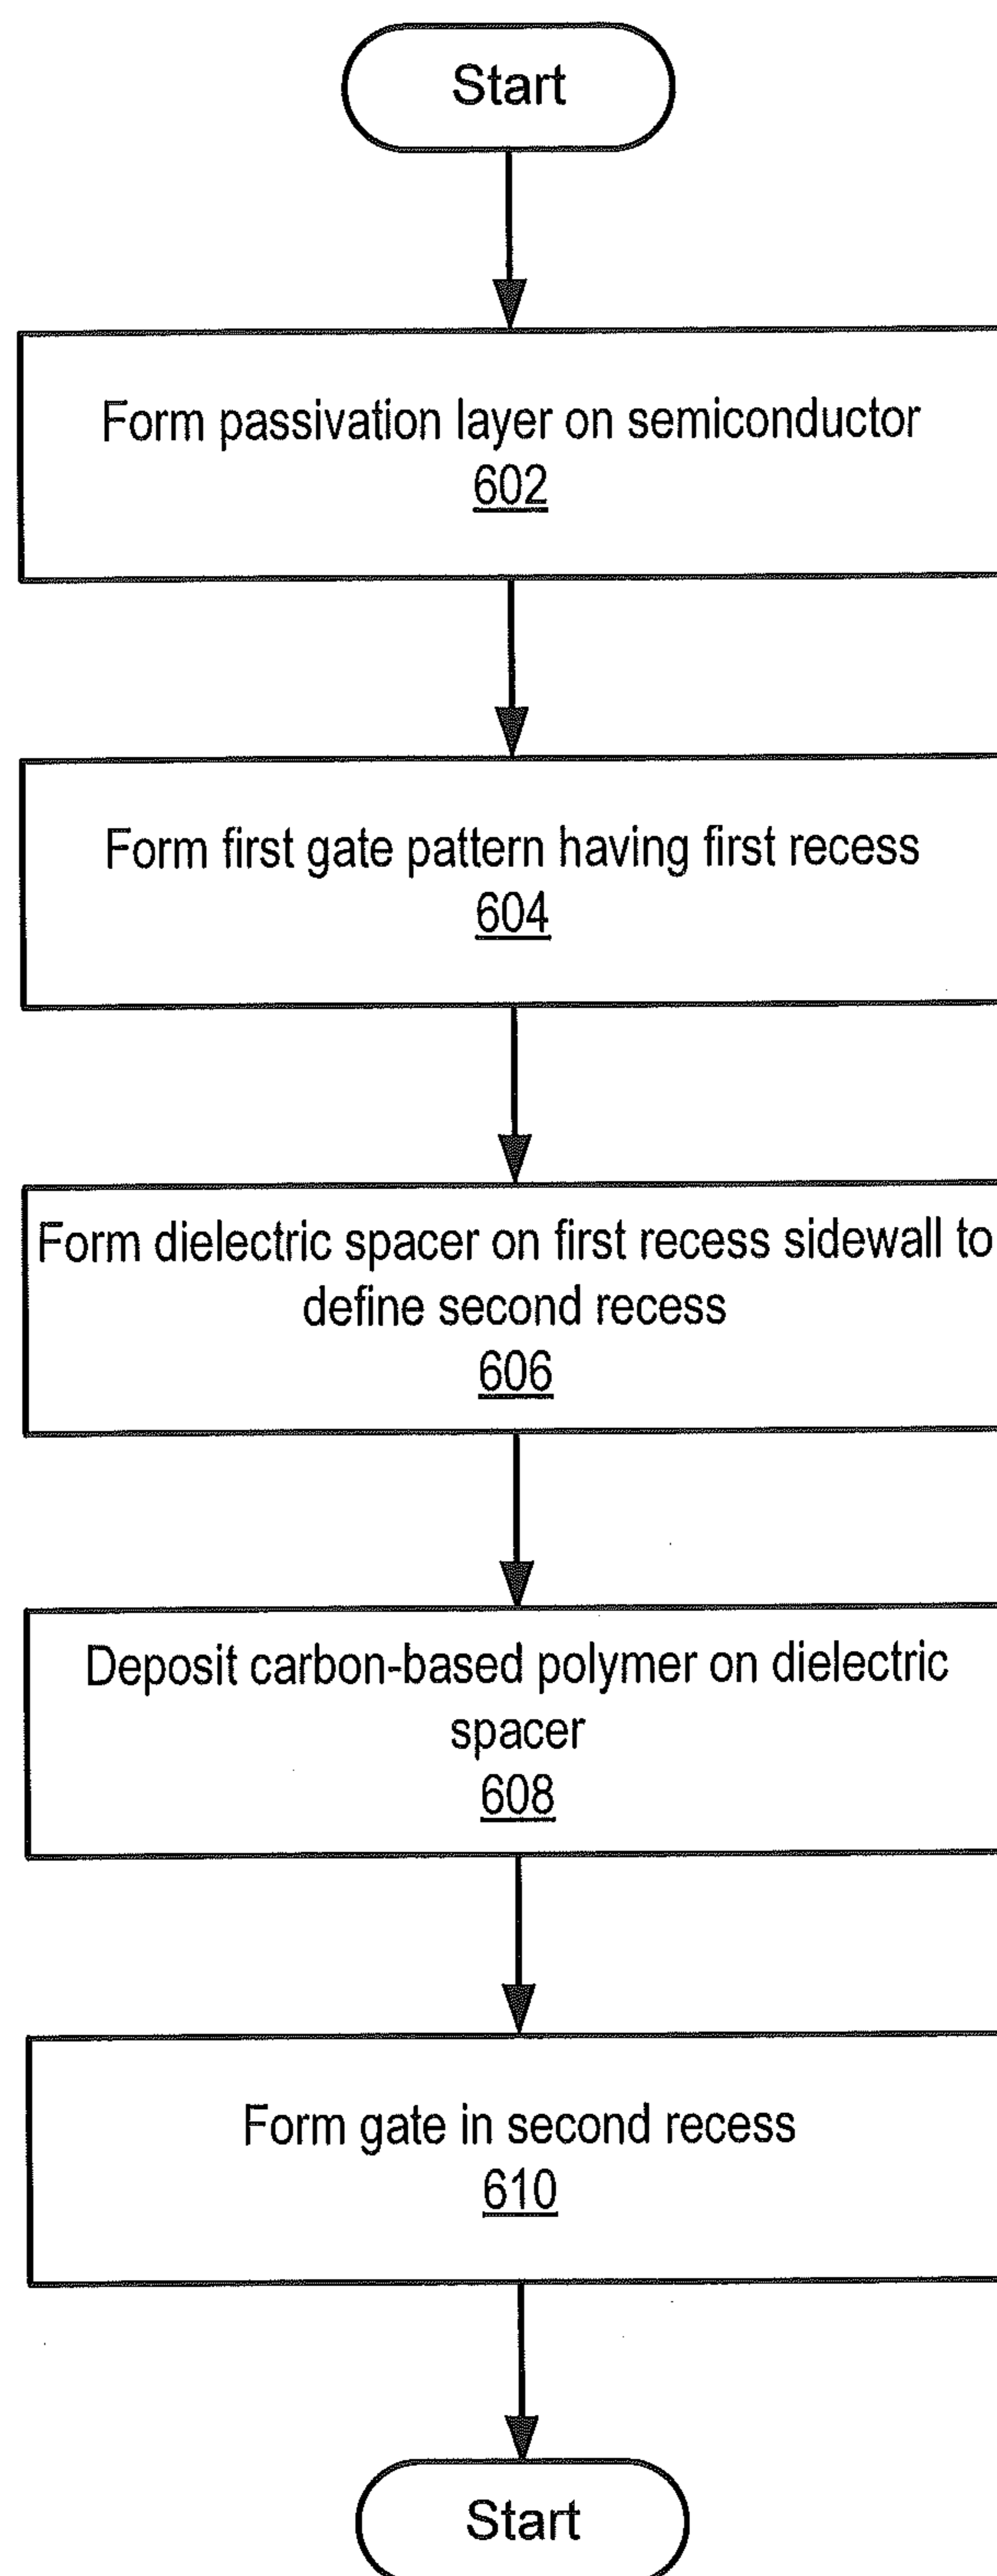 Start
Form passivation layer on semiconductor
602
Form first gate pattern having first recess
604
Form dielectric spacer on first recess sidewall to
define second recess
606
Deposit carbon-based polymer on dielectric
spacer
608
Form gate in second recess
610
Start